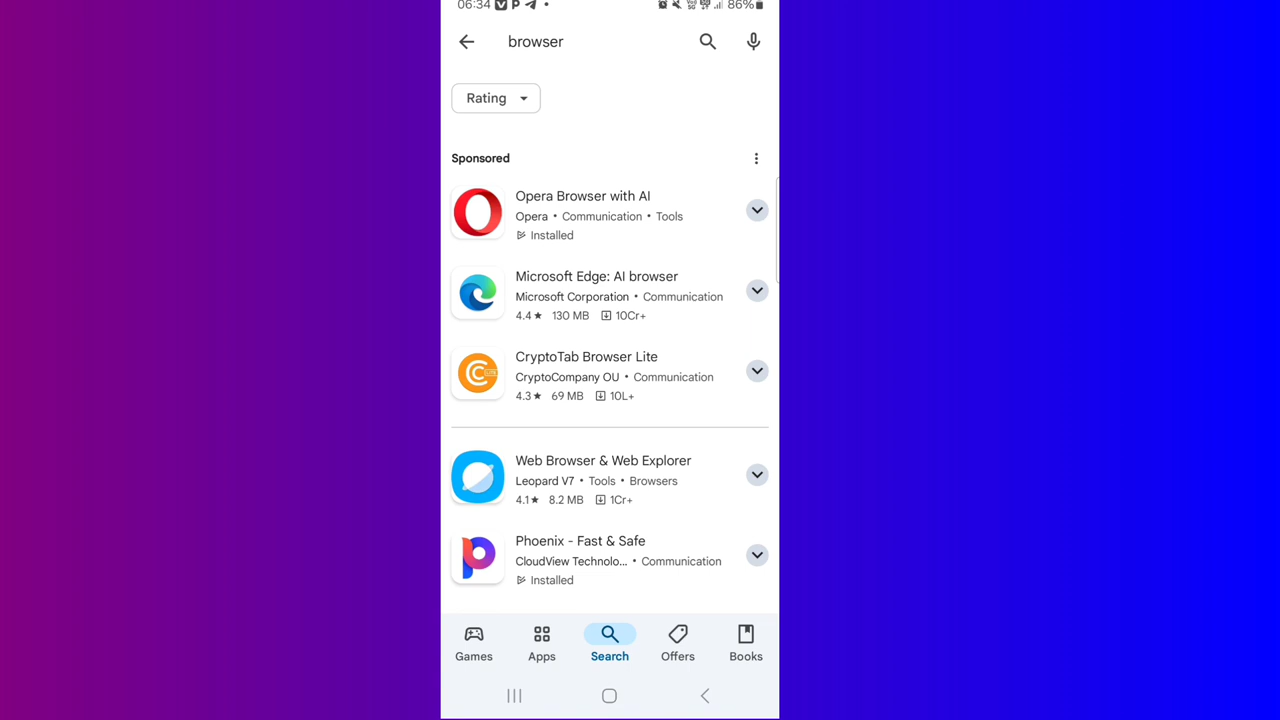 06:34 86%
browser
Rating
Sponsored
Opera Browser with AI
Opera • Communication • Tools
Installed
Microsoft Edge: AI browser
Microsoft Corporation • Communication
4.4★ 130 MB 10Cr+
CryptoTab Browser Lite
CryptoCompany OU • Communication
4.3★ 69 MB 10L+
Web Browser & Web Explorer
Leopard V7 • Tools • Browsers
4.1★ 8.2 MB 1Cr+
Phoenix - Fast & Safe
CloudView Technolo... • Communication
Installed
Games Apps Search Offers Books